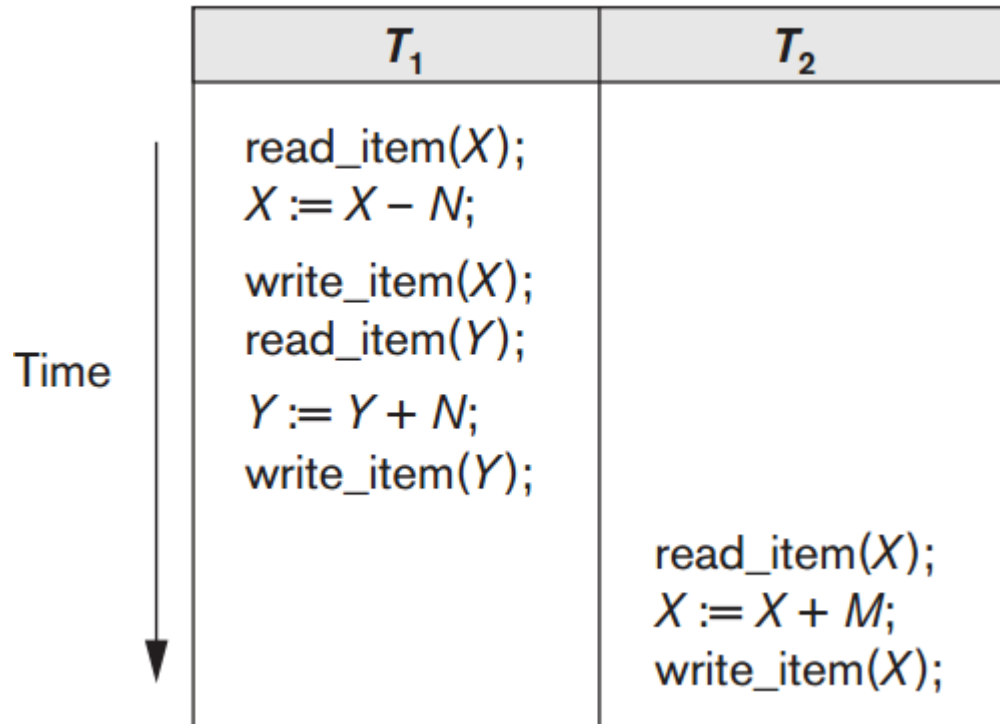 T₁ T₂
read_item(X);
X := X – N;
write_item(X);
read_item(Y);
Time
Y := Y + N;
write_item(Y);
read_item(X);
X := X + M;
write_item(X);